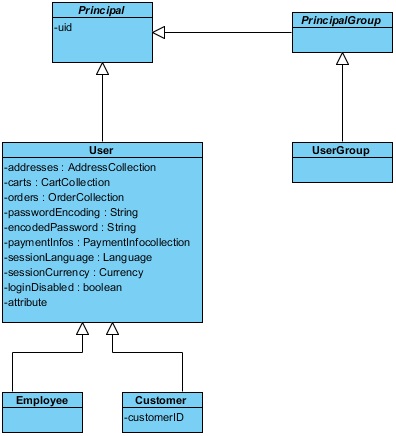 Principal
-uid
PrincipalGroup
User
-addresses : AddressCollection
-carts : CartCollection
-orders : OrderCollection
-passwordEncoding : String
-encodedPassword : String
-paymentInfos : PaymentInfocollection
-sessionLanguage : Language
-sessionCurrency : Currency
-loginDisabled : boolean
-attribute
UserGroup
Employee
Customer
-customerID